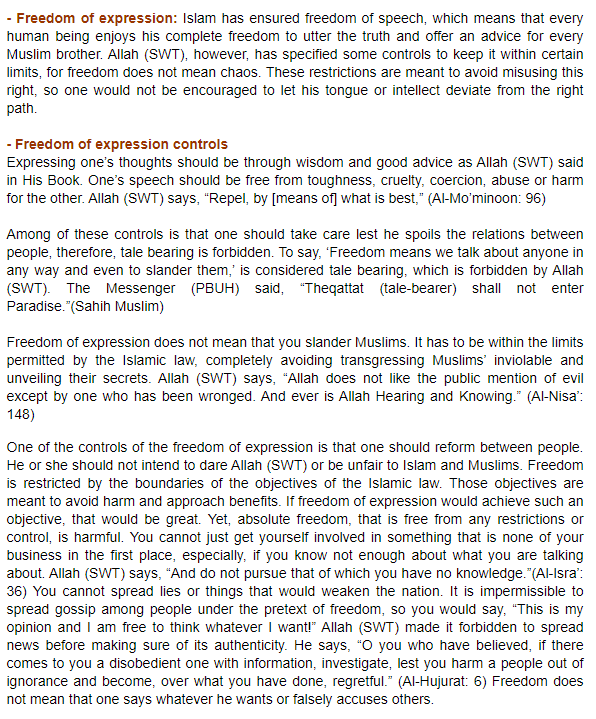 - Freedom of expression: Islam has ensured freedom of speech, which means that every
human being enjoys his complete freedom to utter the truth and offer an advice for every
Muslim brother. Allah (SWT), however, has specified some controls to keep it within certain
limits, for freedom does not mean chaos. These restrictions are meant to avoid misusing this
right, so one would not be encouraged to let his tongue or intellect deviate from the right
path.
- Freedom of expression controls
Expressing one's thoughts should be through wisdom and good advice as Allah (SWT) said
in His Book. One's speech should be free from toughness, cruelty, coercion, abuse or harm
for the other. Allah (SWT) says, “Repel, by [means of] what is best,” (Al-Mo'minoon: 96)
Among of these controls is that one should take care lest he spoils the relations between
people, therefore, tale bearing is forbidden. To say, ‘Freedom means we talk about anyone in
any way and even to slander them,’ is considered tale bearing, which is forbidden by Allah
(SWT). The Messenger (PBUH) said, “Theqattat (tale-bearer) shall not enter
Paradise.”(Sahih Muslim)
Freedom of expression does not mean that you slander Muslims. It has to be within the limits
permitted by the Islamic law, completely avoiding transgressing Muslims' inviolable and
unveiling their secrets. Allah (SWT) says, “Allah does not like the public mention of evil
except by one who has been wronged. And ever is Allah Hearing and Knowing.” (Al-Nisa':
148)
One of the controls of the freedom of expression is that one should reform between people.
He or she should not intend to dare Allah (SWT) or be unfair to Islam and Muslims. Freedom
is restricted by the boundaries of the objectives of the Islamic law. Those objectives are
meant to avoid harm and approach benefits. If freedom of expression would achieve such an
objective, that would be great. Yet, absolute freedom, that is free from any restrictions or
control, is harmful. You cannot just get yourself involved in something that is none of your
business in the first place, especially, if you know not enough about what you are talking
about. Allah (SWT) says, “And do not pursue that of which you have no knowledge.”(Al-Isra':
36) You cannot spread lies or things that would weaken the nation. It is impermissible to
spread gossip among people under the pretext of freedom, so you would say, “This is my
opinion and I am free to think whatever I want!” Allah (SWT) made it forbidden to spread
news before making sure of its authenticity. He says, “O you who have believed, if there
comes to you a disobedient one with information, investigate, lest you harm a people out of
ignorance and become, over what you have done, regretful.” (Al-Hujurat: 6) Freedom does
not mean that one says whatever he wants or falsely accuses others.